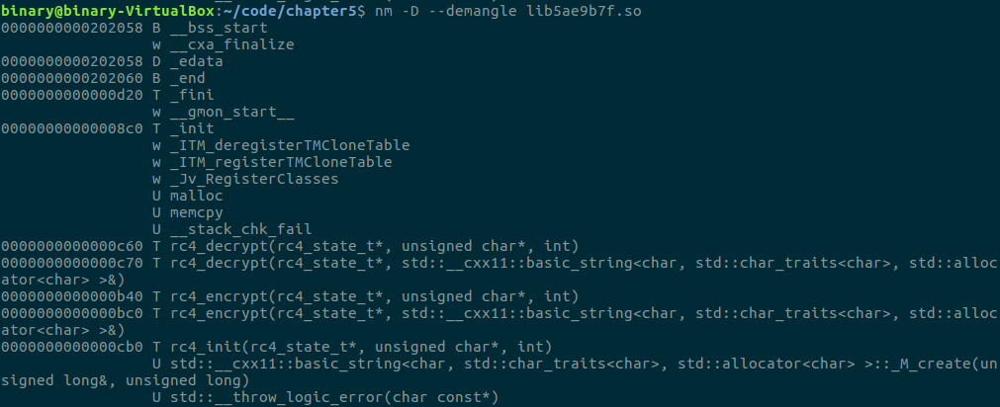 binary@binary-VirtualBox:~/code/chapter5$ nm -D --demangle lib5ae9b7f.so
0000000000202058 B __bss_start
                 w __cxa_finalize
0000000000202058 D _edata
0000000000202060 B _end
0000000000000d20 T _fini
                 w __gmon_start__
00000000000008c0 T _init
                 w _ITM_deregisterTMCloneTable
                 w _ITM_registerTMCloneTable
                 w _Jv_RegisterClasses
                 U malloc
                 U memcpy
                 U __stack_chk_fail
0000000000000c60 T rc4_decrypt(rc4_state_t*, unsigned char*, int)
0000000000000c70 T rc4_decrypt(rc4_state_t*, std::__cxx11::basic_string<char, std::char_traits<char>, std::alloc
ator<char> >&)
0000000000000b40 T rc4_encrypt(rc4_state_t*, unsigned char*, int)
0000000000000bc0 T rc4_encrypt(rc4_state_t*, std::__cxx11::basic_string<char, std::char_traits<char>, std::alloc
ator<char> >&)
0000000000000cb0 T rc4_init(rc4_state_t*, unsigned char*, int)
                 U std::__cxx11::basic_string<char, std::char_traits<char>, std::allocator<char> >::_M_create(un
signed long&, unsigned long)
                 U std::__throw_logic_error(char const*)